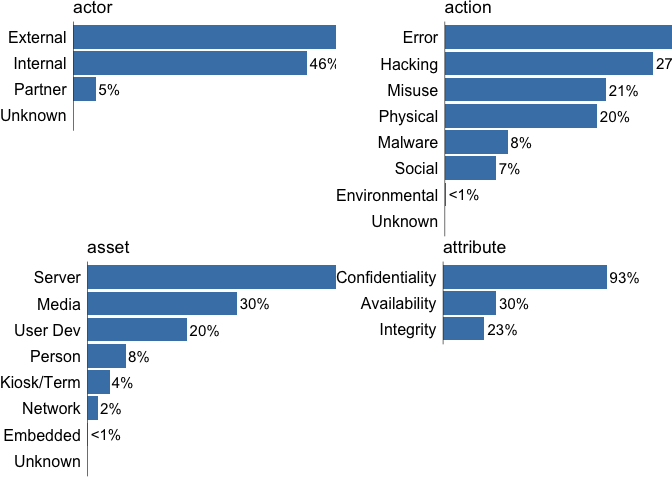 actor
External
Internal 46%
Partner 5%
Unknown
action
Error
Hacking 27
Misuse 21%
Physical 20%
Malware 8%
Social 7%
Environmental <1%
Unknown
asset
Server
Media 30%
User Dev 20%
Person 8%
Kiosk/Term 4%
Network 2%
Embedded <1%
Unknown
attribute
Confidentiality 93%
Availability 30%
Integrity 23%